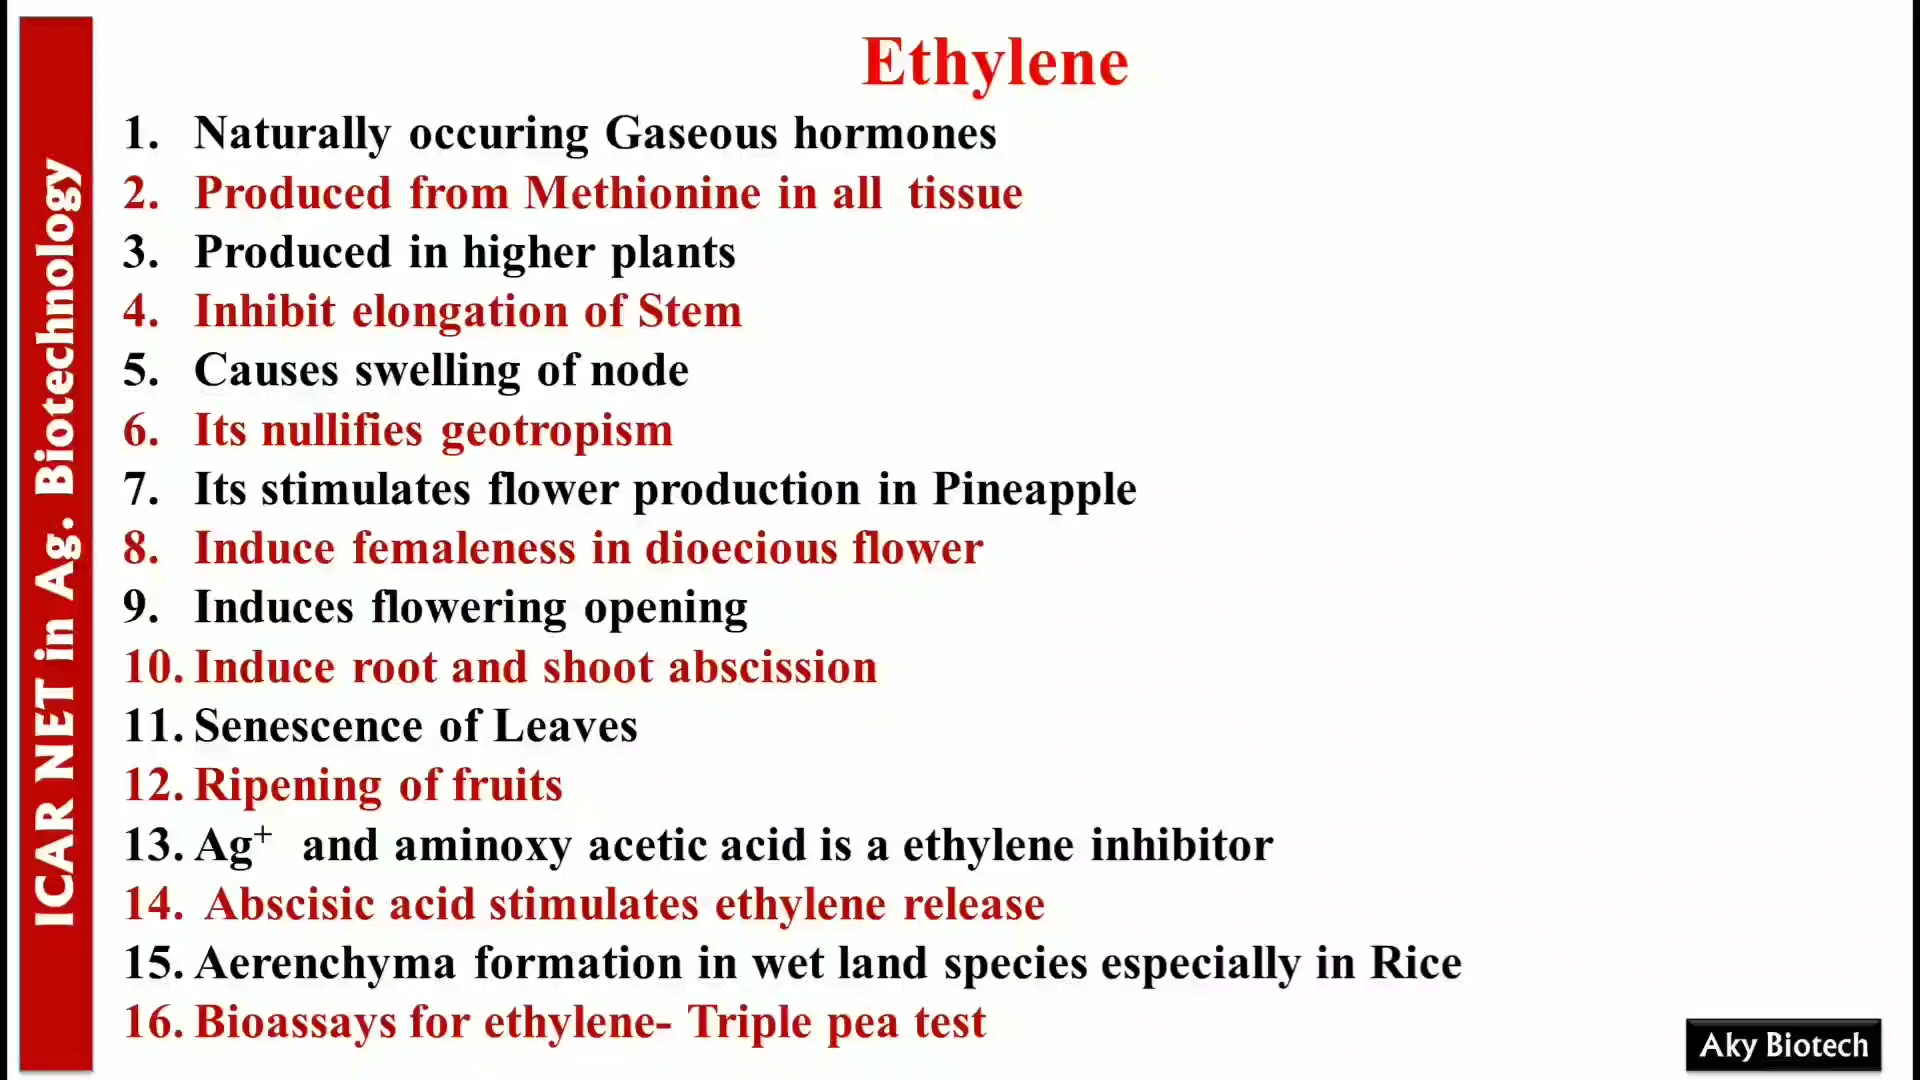 Ethylene
1. Naturally occuring Gaseous hormones
2. Produced from Methionine in all tissue
3. Produced in higher plants
4. Inhibit elongation of Stem
5. Causes swelling of node
6. Its nullifies geotropism
7. Its stimulates flower production in Pineapple
8. Induce femaleness in dioecious flower
9. Induces flowering opening
10. Induce root and shoot abscission
11. Senescence of Leaves
12. Ripening of fruits
13. Ag⁺ and aminoxy acetic acid is a ethylene inhibitor
14. Abscisic acid stimulates ethylene release
15. Aerenchyma formation in wet land species especially in Rice
16. Bioassays for ethylene- Triple pea test
ICAR NET in Ag. Biotechnology
Aky Biotech